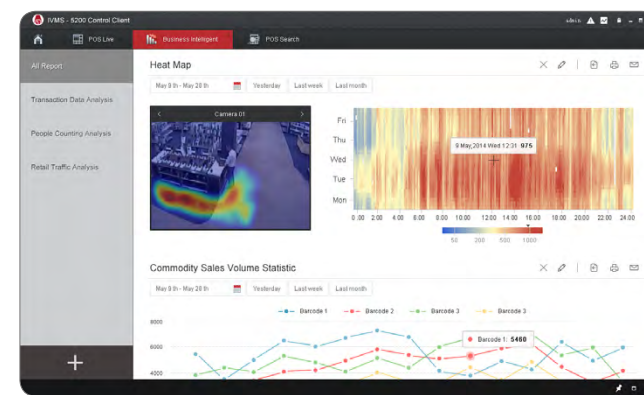 iVMS - 5200 Control Client
admin
POS Live
Business Intelligent
POS Search
All Report
Transaction Data Analysis
People Counting Analysis
Retail Traffic Analysis
Heat Map
May 9 th - May 28 th
Yesterday
Last week
Last month
Camera 01
Fri
Thu
Wed
Tue
Mon
9 May,2014 Wed 12:31 975
0:00 2:00 4:00 6:00 8:00 10:00 12:00 14:00 16:00 18:00 20:00 22:00 24:00
50 200 500 1000
Commodity Sales Volume Statistic
May 9 th - May 28 th
Yesterday
Last week
Last month
Barcode 1
Barcode 2
Barcode 3
Barcode 3
8000
6000
4000
Barcode 1: 5460